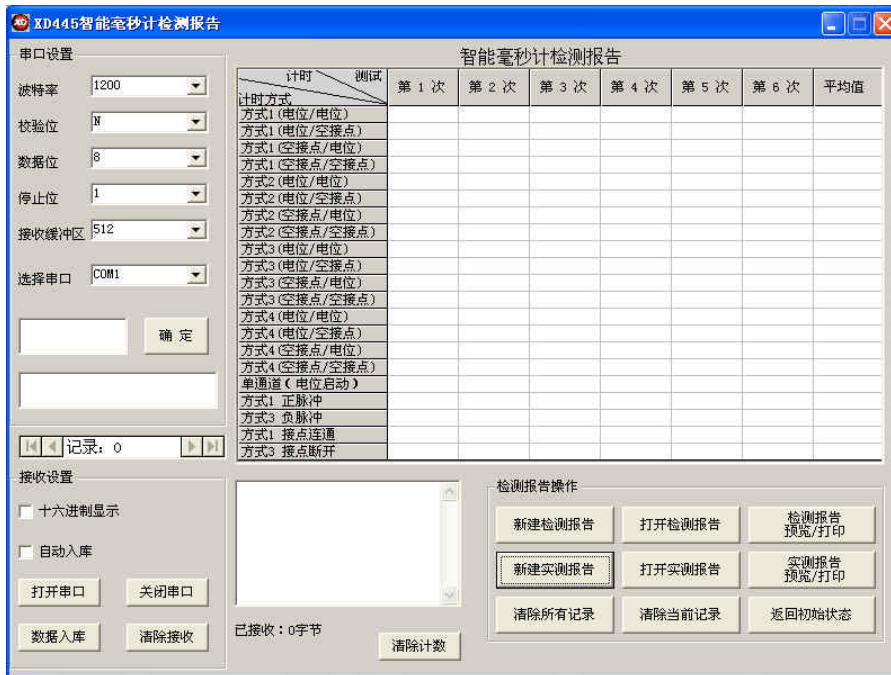 XD445智能毫秒计检测报告
串口设置
波特率 1200
校验位 N
数据位 8
停止位 1
接收缓冲区 512
选择串口 COM1
确 定
记录: 0
智能毫秒计检测报告
计时 测试
计时方式
第 1 次 第 2 次 第 3 次 第 4 次 第 5 次 第 6 次 平均值
方式1(电位/电位)
方式1(电位/空接点)
方式1(空接点/电位)
方式1(空接点/空接点)
方式2(电位/电位)
方式2(电位/空接点)
方式2(空接点/电位)
方式2(空接点/空接点)
方式3(电位/电位)
方式3(电位/空接点)
方式3(空接点/电位)
方式3(空接点/空接点)
方式4(电位/电位)
方式4(电位/空接点)
方式4(空接点/电位)
方式4(空接点/空接点)
单通道(电位启动)
方式1 正脉冲
方式3 负脉冲
方式1 接点连通
方式3 接点断开
接收设置
十六进制显示
自动入库
打开串口 关闭串口
数据入库 清除接收
已接收:0字节
清除计数
检测报告操作
新建检测报告 打开检测报告 检测报告
预览/打印
新建实测报告 打开实测报告 实测报告
预览/打印
清除所有记录 清除当前记录 返回初始状态